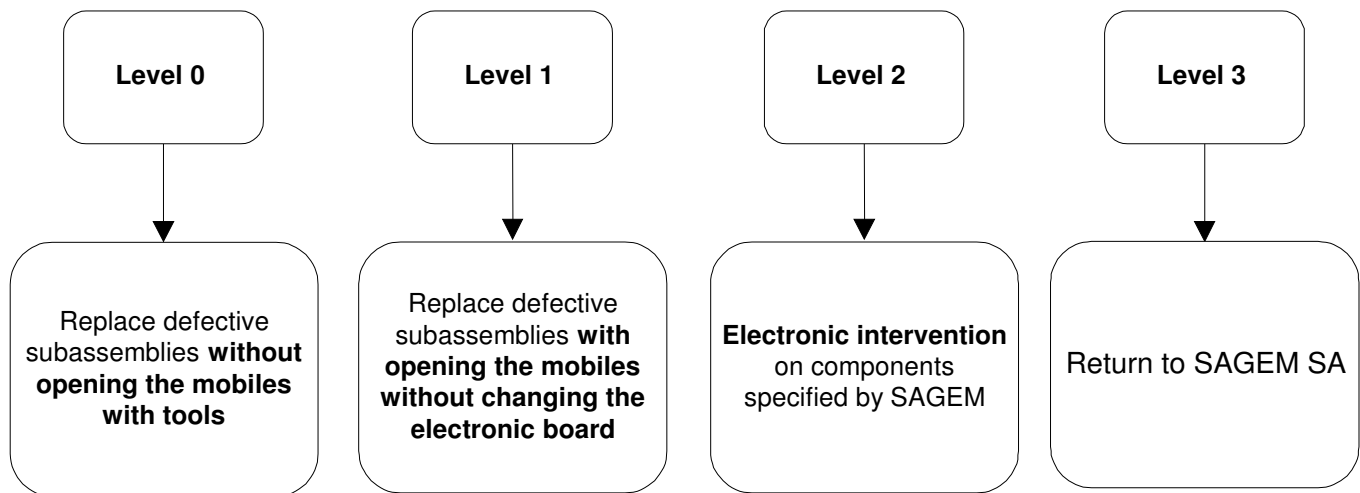 Level 0
Level 1
Level 2
Level 3
Replace defective
subassemblies without
opening the mobiles
with tools
Replace defective
subassemblies with
opening the mobiles
without changing the
electronic board
Electronic intervention
on components
specified by SAGEM
Return to SAGEM SA